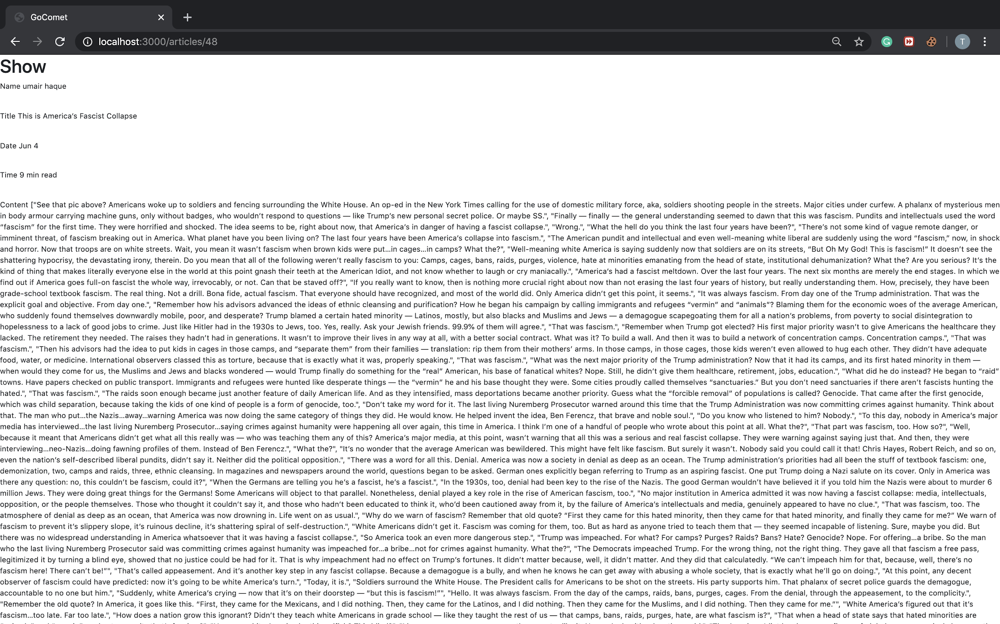 GoComet
localhost:3000/articles/48
T
Show
Name umair haque
Title This is America’s Fascist Collapse
Date Jun 4
Time 9 min read
Content ["See that pic above? Americans woke up to soldiers and fencing surrounding the White House. An op-ed in the New York Times calling for the use of domestic military force, aka, soldiers shooting people in the streets. Major cities under curfew. A phalanx of mysterious men
in body armour carrying machine guns, only without badges, who wouldn’t respond to questions — like Trump’s new personal secret police. Or maybe SS.", "Finally — finally — the general understanding seemed to dawn that this was fascism. Pundits and intellectuals used the word
“fascism” for the first time. They were horrified and shocked. The idea seems to be, right about now, that America’s in danger of having a fascist collapse.", "Wrong.", "What the hell do you think the last four years have been?", "There’s not some kind of vague remote danger, or
imminent threat, of fascism breaking out in America. What planet have you been living on? The last four years have been America’s collapse into fascism.", "The American pundit and intellectual and even well-meaning white liberal are suddenly using the word “fascism,” now, in shock
and horror. Now that troops are on white streets. Wait, you mean it wasn’t fascism when brown kids were put…in cages…in camps? What the?", "Well-meaning white America is saying suddenly now that soldiers are on its streets, “But Oh My God! This is fascism!” It doesn’t see the
shattering hypocrisy, the devastating irony, therein. Do you mean that all of the following weren’t really fascism to you: Camps, cages, bans, raids, purges, violence, hate at minorities emanating from the head of state, institutional dehumanization? What the? Are you serious? It’s the
kind of thing that makes literally everyone else in the world at this point gnash their teeth at the American Idiot, and not know whether to laugh or cry maniacally.", "America’s had a fascist meltdown. Over the last four years. The next six months are merely the end stages. In which we
find out if America goes full-on fascist the whole way, irrevocably, or not. Can that be staved off?", "If you really want to know, then is nothing more crucial right about now than not erasing the last four years of history, but really understanding them. How, precisely, they have been
grade-school textbook fascism. The real thing. Not a drill. Bona fide, actual fascism. That everyone should have recognized, and most of the world did. Only America didn’t get this point, it seems.", "It was always fascism. From day one of the Trump administration. That was the
explicit goal and objective. From day one.", "Remember how his advisors advanced the ideas of ethnic cleansing and purification? How he began his campaign by calling immigrants and refugees “vermin” and “animals”? Blaming them for the economic woes of the average American,
who suddenly found themselves downwardly mobile, poor, and desperate? Trump blamed a certain hated minority — Latinos, mostly, but also blacks and Muslims and Jews — a demagogue scapegoating them for all a nation’s problems, from poverty to social disintegration to
hopelessness to a lack of good jobs to crime. Just like Hitler had in the 1930s to Jews, too. Yes, really. Ask your Jewish friends. 99.9% of them will agree.", "That was fascism.", "Remember when Trump got elected? His first major priority wasn’t to give Americans the healthcare they
lacked. The retirement they needed. The raises they hadn’t had in generations. It wasn’t to improve their lives in any way at all, with a better social contract. What was it? To build a wall. And then it was to build a network of concentration camps. Concentration camps.", "That was
fascism.", "Then his advisors had the idea to put kids in cages in those camps, and “separate them” from their families — translation: rip them from their mothers’ arms. In those camps, in those cages, those kids weren’t even allowed to hug each other. They didn’t have adequate
food, water, or medicine. International observers classed this as torture, because that is exactly what it was, properly speaking.", "That was fascism.", "What was the next major priority of the Trump administration? Now that it had its camps, and its first hated minority in them —
when would they come for us, the Muslims and Jews and blacks wondered — would Trump finally do something for the “real” American, his base of fanatical whites? Nope. Still, he didn’t give them healthcare, retirement, jobs, education.", "What did he do instead? He began to “raid”
towns. Have papers checked on public transport. Immigrants and refugees were hunted like desperate things — the “vermin” he and his base thought they were. Some cities proudly called themselves “sanctuaries.” But you don’t need sanctuaries if there aren’t fascists hunting the
hated.", "That was fascism.", "The raids soon enough became just another feature of daily American life. And as they intensified, mass deportations became another priority. Guess what the “forcible removal” of populations is called? Genocide. That came after the first genocide,
which was child separation, because taking the kids of one kind of people is a form of genocide, too.", "Don’t take my word for it. The last living Nuremberg Prosecutor warned around this time that the Trump Administration was now committing crimes against humanity. Think about
that. The man who put…the Nazis…away…warning America was now doing the same category of things they did. He would know. He helped invent the idea, Ben Ferencz, that brave and noble soul.", "Do you know who listened to him? Nobody.", "To this day, nobody in America’s major
media has interviewed…the last living Nuremberg Prosecutor…saying crimes against humanity were happening all over again, this time in America. I think I’m one of a handful of people who wrote about this point at all. What the?", "That part was fascism, too. How so?", "Well,
because it meant that Americans didn’t get what all this really was — who was teaching them any of this? America’s major media, at this point, wasn’t warning that all this was a serious and real fascist collapse. They were warning against saying just that. And then, they were
interviewing…neo-Nazis…doing fawning profiles of them. Instead of Ben Ferencz.", "What the?", "It’s no wonder that the average American was bewildered. This might have felt like fascism. But surely it wasn’t. Nobody said you could call it that! Chris Hayes, Robert Reich, and so on,
even the nation’s self-described liberal pundits, didn’t say it. Neither did the political opposition.", "There was a word for all this. Denial. America was now a society in denial as deep as an ocean. The Trump administration’s priorities had all been the stuff of textbook fascism: one,
demonization, two, camps and raids, three, ethnic cleansing. In magazines and newspapers around the world, questions began to be asked. German ones explicitly began referring to Trump as an aspiring fascist. One put Trump doing a Nazi salute on its cover. Only in America was
there any question: no, this couldn’t be fascism, could it?", "When the Germans are telling you he’s a fascist, he’s a fascist.", "In the 1930s, too, denial had been key to the rise of the Nazis. The good German wouldn’t have believed it if you told him the Nazis were about to murder 6
million Jews. They were doing great things for the Germans! Some Americans will object to that parallel. Nonetheless, denial played a key role in the rise of American fascism, too.", "No major institution in America admitted it was now having a fascist collapse: media, intellectuals,
opposition, or the people themselves. Those who thought it couldn’t say it, and those who hadn’t been educated to think it, who’d been cautioned away from it, by the failure of America’s intellectuals and media, genuinely appeared to have no clue.", "That was fascism, too. The
atmosphere of denial as deep as an ocean, that America was now drowning in. Life went on as usual.", "Why do we warn of fascism? Remember that old quote? “First they came for this hated minority, then they came for that hated minority, and finally they came for me?” We warn of
fascism to prevent it’s slippery slope, it’s ruinous decline, it’s shattering spiral of self-destruction.", "White Americans didn’t get it. Fascism was coming for them, too. But as hard as anyone tried to teach them that — they seemed incapable of listening. Sure, maybe you did. But
there was no widespread understanding in America whatsoever that it was having a fascist collapse.", "So America took an even more dangerous step.", "Trump was impeached. For what? For camps? Purges? Raids? Bans? Hate? Genocide? Nope. For offering…a bribe. So the man
who the last living Nuremberg Prosecutor said was committing crimes against humanity was impeached for…a bribe…not for crimes against humanity. What the?", "The Democrats impeached Trump. For the wrong thing, not the right thing. They gave all that fascism a free pass,
legitimized it by turning a blind eye, showed that no justice could be had for it. That is why impeachment had no effect on Trump’s fortunes. It didn’t matter because, well, it didn’t matter. And they did that calculatedly. “We can’t impeach him for that, because, well, there’s no
fascism here! There can’t be!”", "That’s called appeasement. And it’s another key step in any fascist collapse. Because a demagogue is a bully, and when he knows he can get away with abusing a whole society, that is exactly what he’ll go on doing.", "At this point, any decent
observer of fascism could have predicted: now it’s going to be white America’s turn.", "Today, it is.", "Soldiers surround the White House. The President calls for Americans to be shot on the streets. His party supports him. That phalanx of secret police guards the demagogue,
accountable to no one but him.", "Suddenly, white America’s crying — now that it’s on their doorstep — “but this is fascism!”", "Hello. It was always fascism. From the day of the camps, raids, bans, purges, cages. From the denial, through the appeasement, to the complicity.",
"Remember the old quote? In America, it goes like this. “First, they came for the Mexicans, and I did nothing. Then, they came for the Latinos, and I did nothing. Then they came for the Muslims, and I did nothing. Then they came for me.”", "White America’s figured out that it’s
fascism…too late. Far too late.", "How does a nation grow this ignorant? Didn’t they teach white Americans in grade school — like they taught the rest of us — that camps, bans, raids, purges, hate, are what fascism is?", "That when a head of state says that hated minorities are